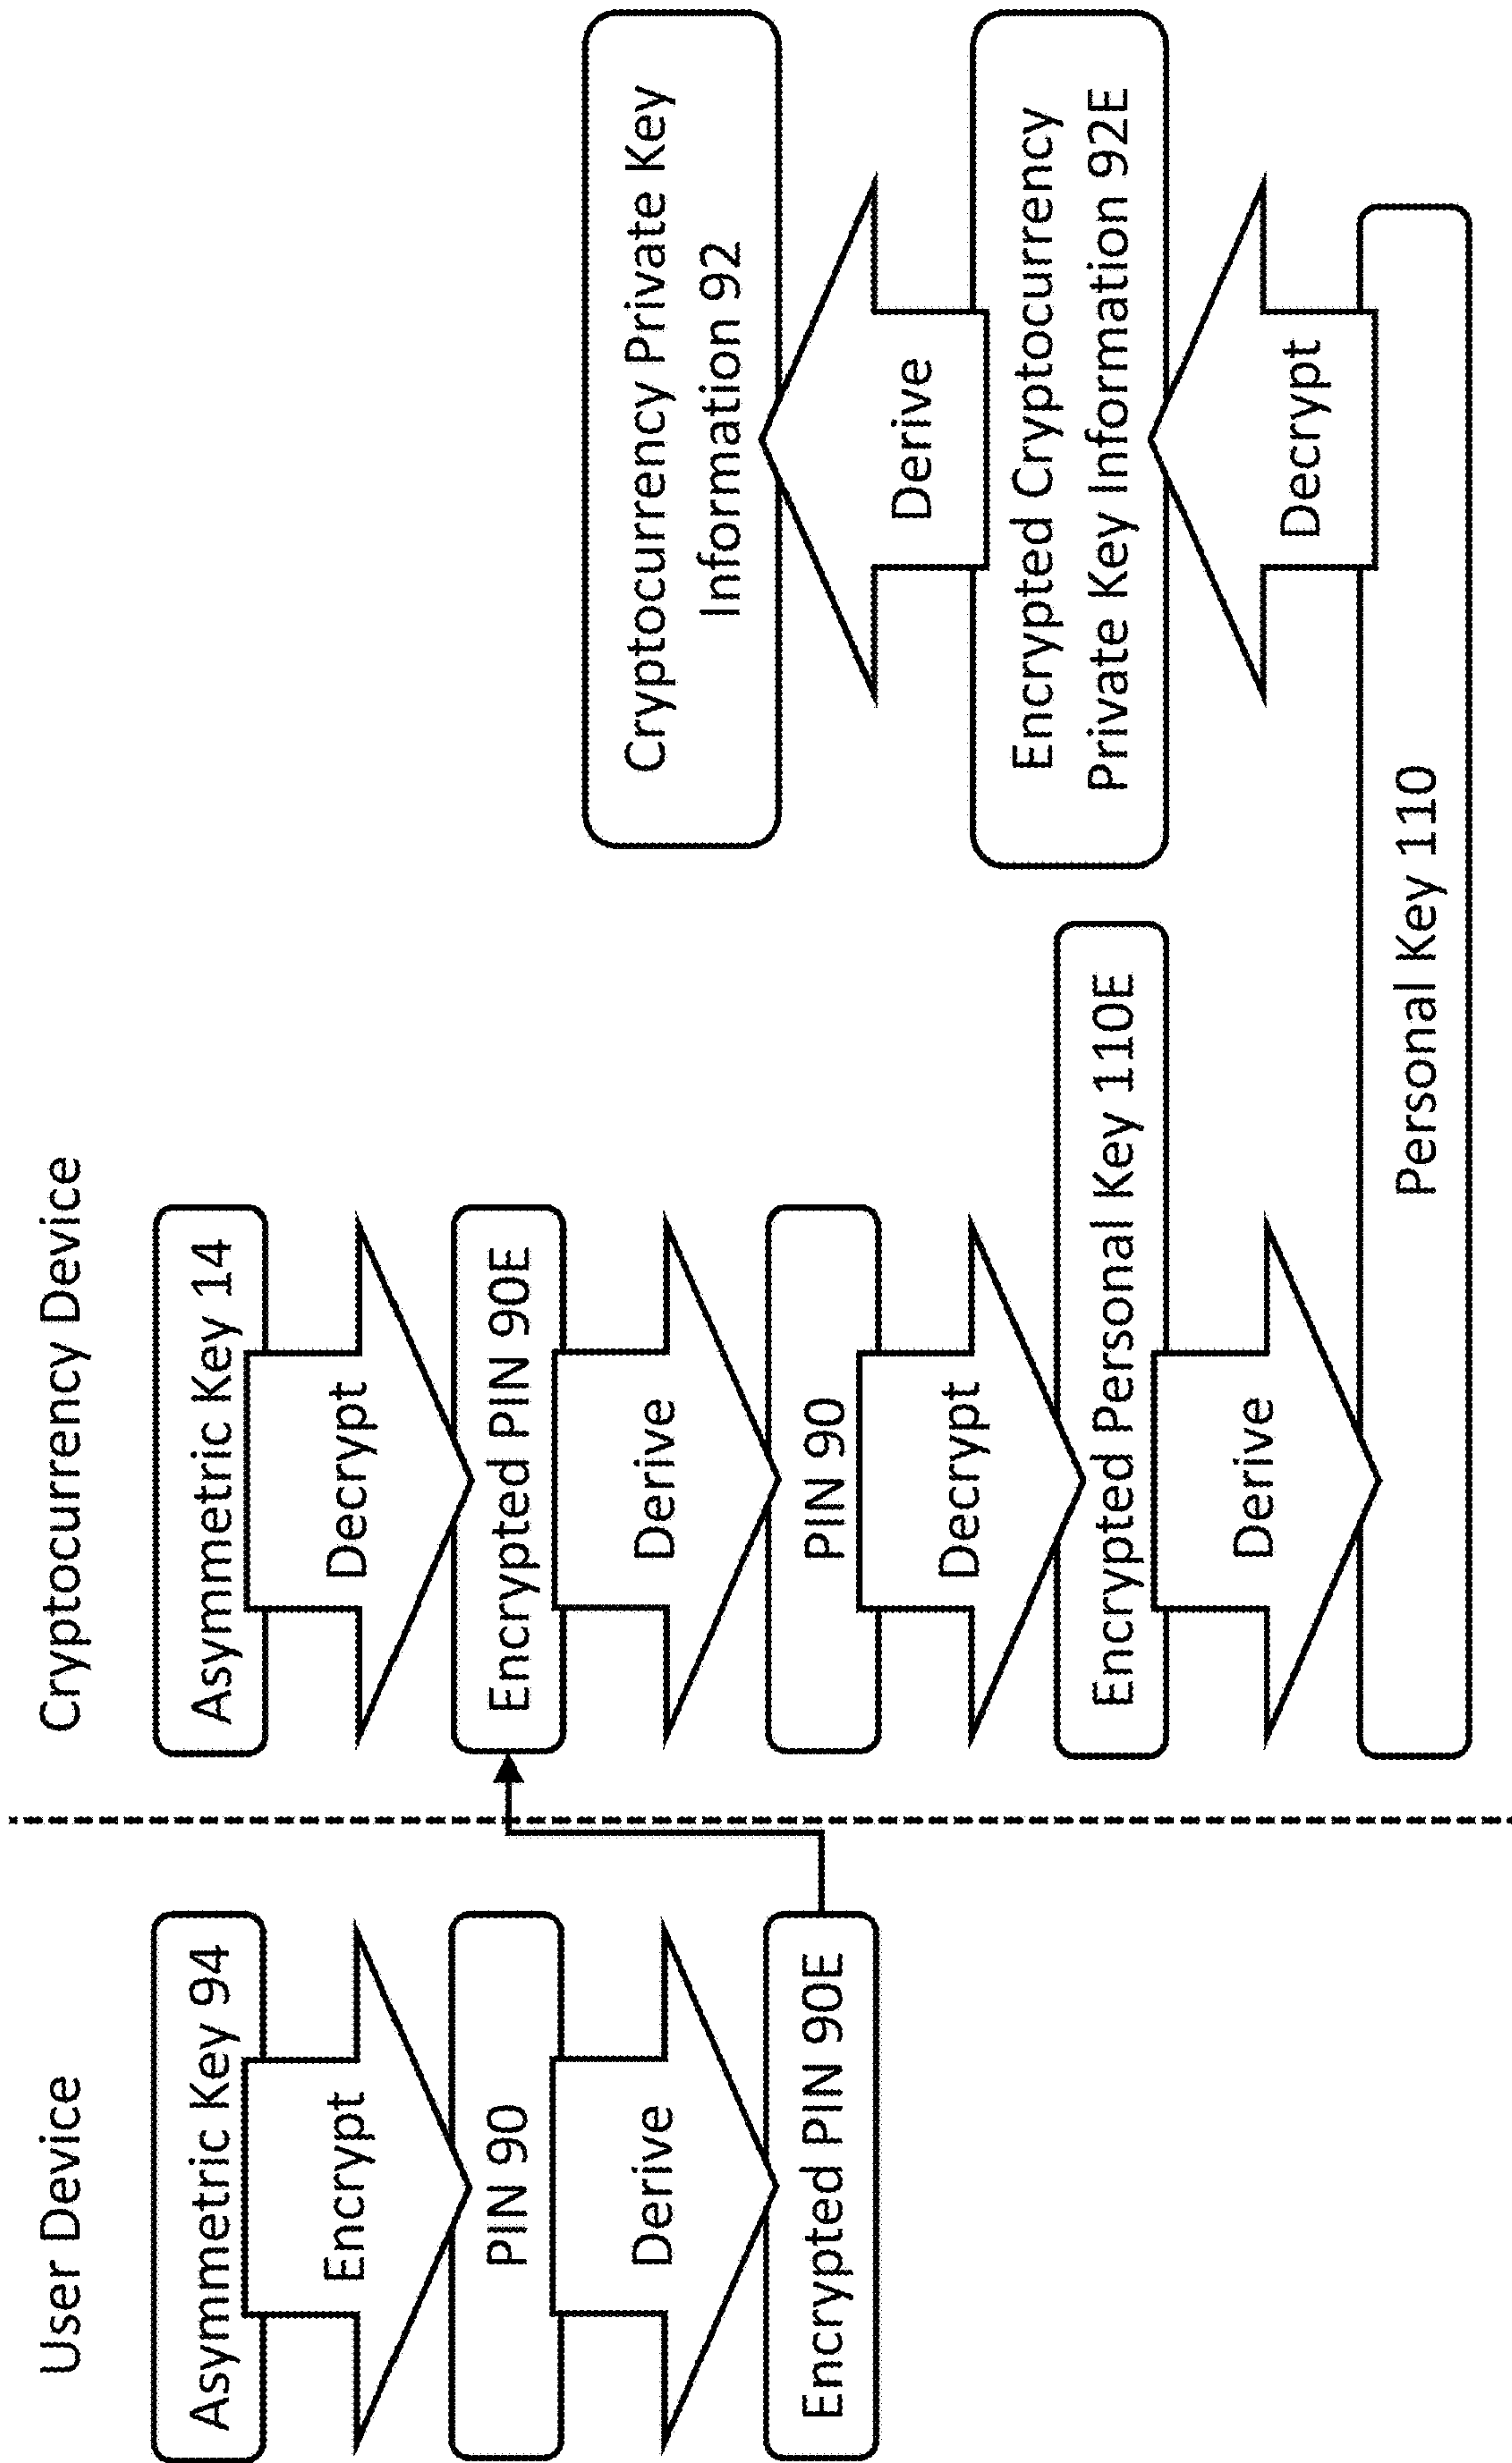 User Device
Asymmetric Key 94
Encrypt
PIN 90
Derive
Encrypted PIN 90E
Cryptocurrency Device
Asymmetric Key 14
Decrypt
Encrypted PIN 90E
Derive
PIN 90
Decrypt
Encrypted Personal Key 110E
Derive
Personal Key 110
Decrypt
Encrypted Cryptocurrency
Private Key Information 92E
Derive
Cryptocurrency Private Key
Information 92